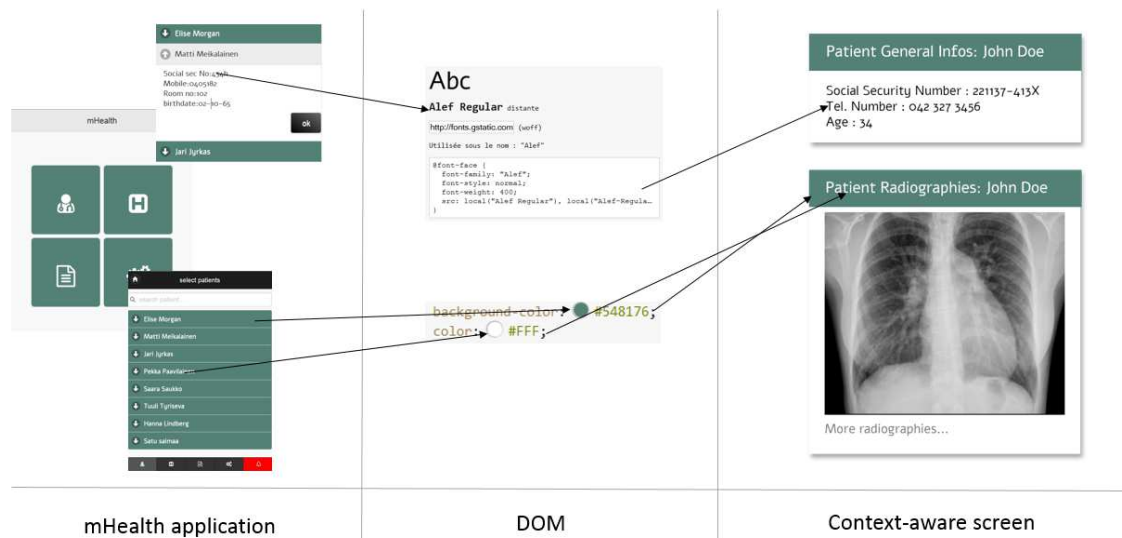 Elise Morgan
Matti Meikalainen
Social sec No:4346
Mobile:0405182
Room no:102
birthdate:02-10-65
ok
Jari Jyrkas
mHealth
select patients
search patient...
Elise Morgan
Matti Meikalainen
Jari Jyrkas
Pekka Paavilainen
Saara Saukko
Tuuli Tyriseva
Hanna Lindberg
Satu saimaa
mHealth application
Abc
Alef Regular distante
http://fonts.gstatic.com (woff)
Utilisée sous le nom : "Alef"
@font-face {
font-family: "Alef";
font-style: normal;
font-weight: 400;
src: local("Alef Regular"), local("Alef-Regula…
}
background-color: #548176;
color: #FFF;
DOM
Patient General Infos: John Doe
Social Security Number : 221137-413X
Tel. Number : 042 327 3456
Age : 34
Patient Radiographies: John Doe
More radiographies...
Context-aware screen